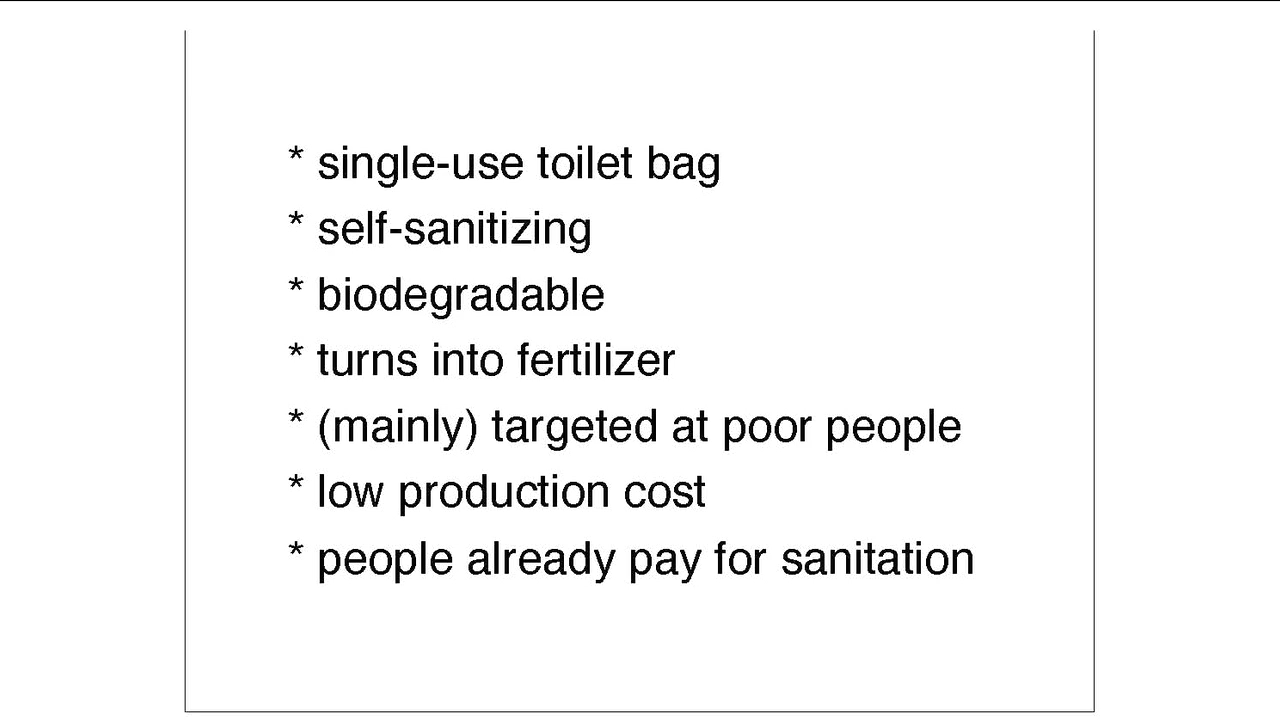 * single-use toilet bag
* self-sanitizing
* biodegradable
* turns into fertilizer
* (mainly) targeted at poor people
* low production cost
* people already pay for sanitation